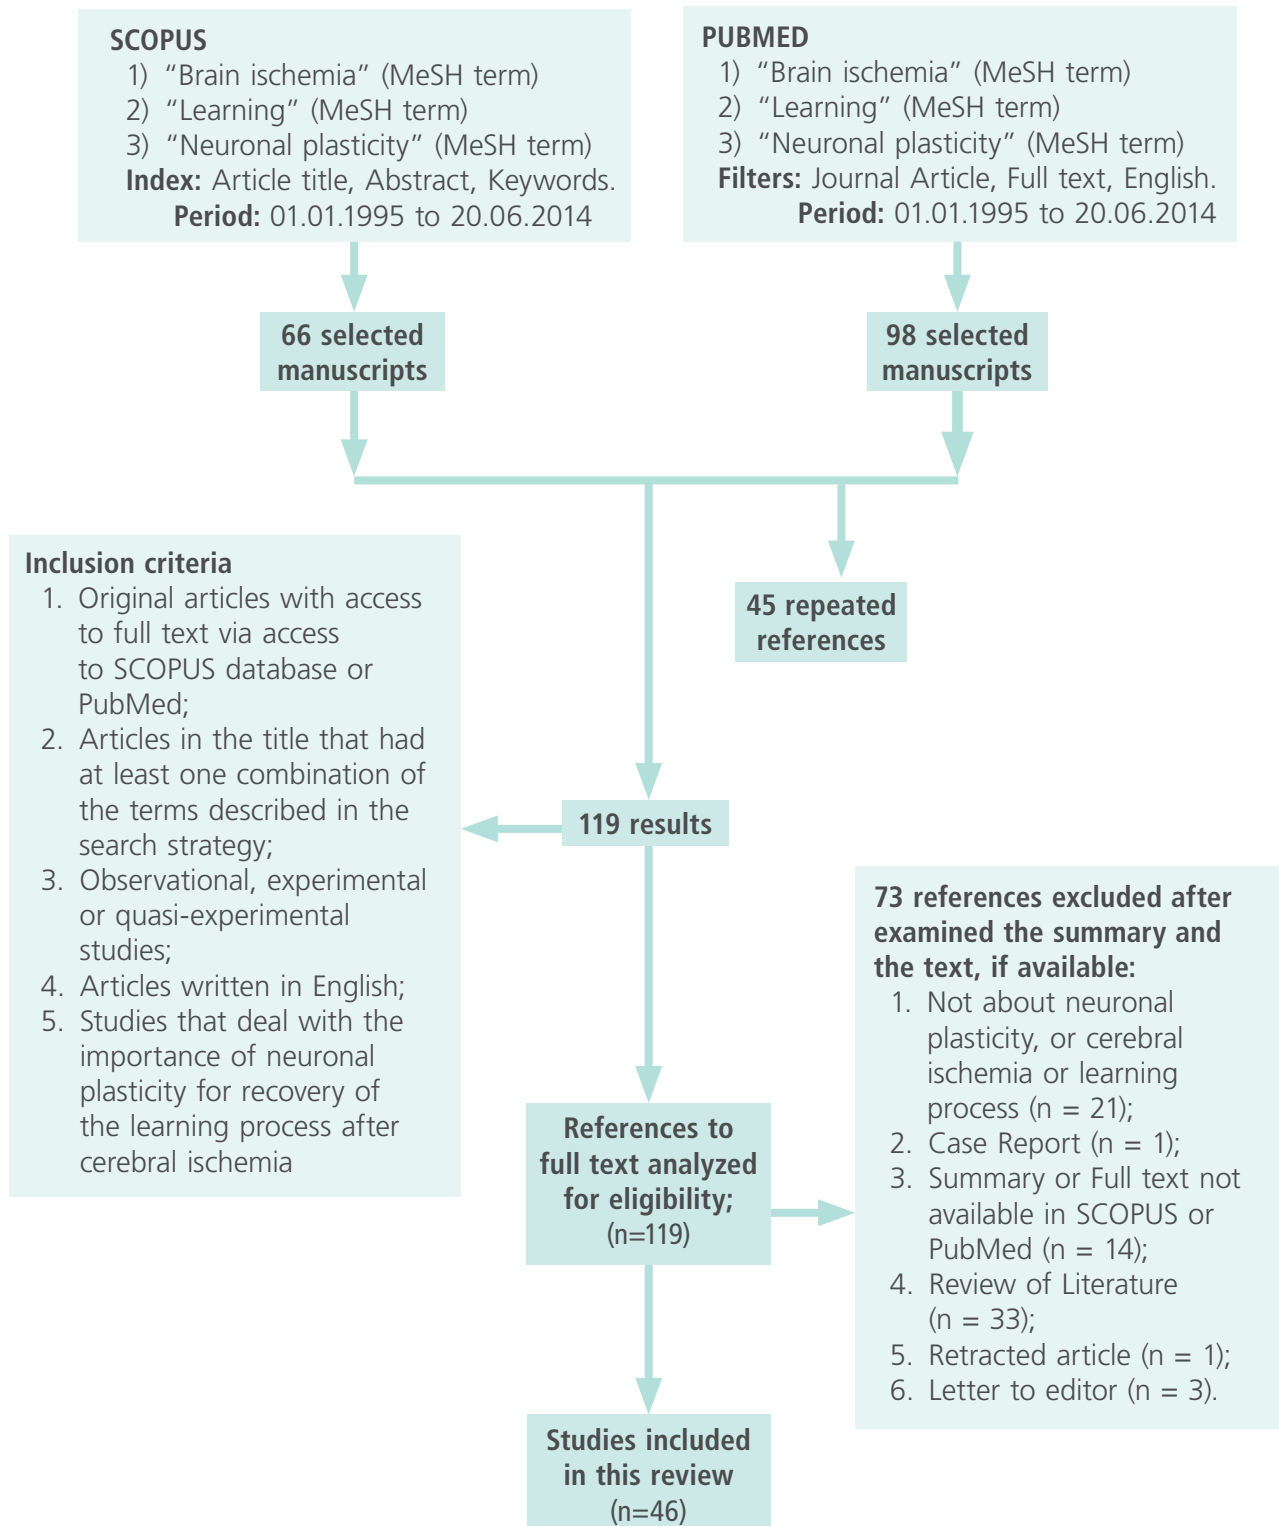 SCOPUS
1) “Brain ischemia” (MeSH term)
2) “Learning” (MeSH term)
3) “Neuronal plasticity” (MeSH term)
Index: Article title, Abstract, Keywords.
Period: 01.01.1995 to 20.06.2014
PUBMED
1) “Brain ischemia” (MeSH term)
2) “Learning” (MeSH term)
3) “Neuronal plasticity” (MeSH term)
Filters: Journal Article, Full text, English.
Period: 01.01.1995 to 20.06.2014
66 selected
manuscripts
98 selected
manuscripts
45 repeated
references
Inclusion criteria
1. Original articles with access
to full text via access
to SCOPUS database or
PubMed;
2. Articles in the title that had
at least one combination of
the terms described in the
search strategy;
3. Observational, experimental
or quasi-experimental
studies;
4. Articles written in English;
5. Studies that deal with the
importance of neuronal
plasticity for recovery of
the learning process after
cerebral ischemia
119 results
73 references excluded after
examined the summary and
the text, if available:
1. Not about neuronal
plasticity, or cerebral
ischemia or learning
process (n = 21);
2. Case Report (n = 1);
3. Summary or Full text not
available in SCOPUS or
PubMed (n = 14);
4. Review of Literature
(n = 33);
5. Retracted article (n = 1);
6. Letter to editor (n = 3).
References to
full text analyzed
for eligibility;
(n=119)
Studies included
in this review
(n=46)